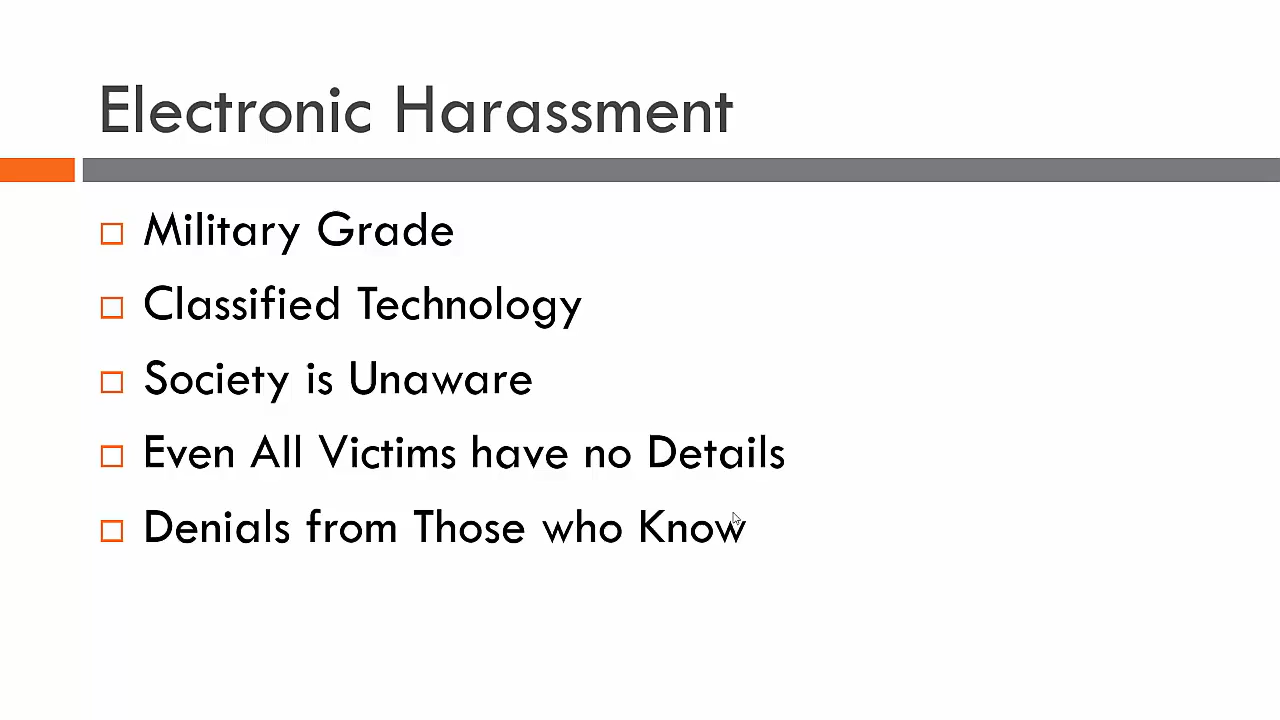 Electronic Harassment
Military Grade
Classified Technology
Society is Unaware
Even All Victims have no Details
Denials from Those who Know